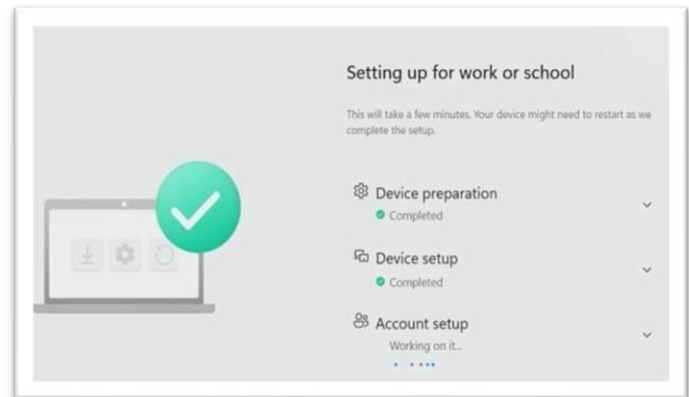 Setting up for work or school
This will take a few minutes. Your device might need to restart as we
complete the setup.
Device preparation
Completed
Device setup
Completed
Account setup
Working on it...